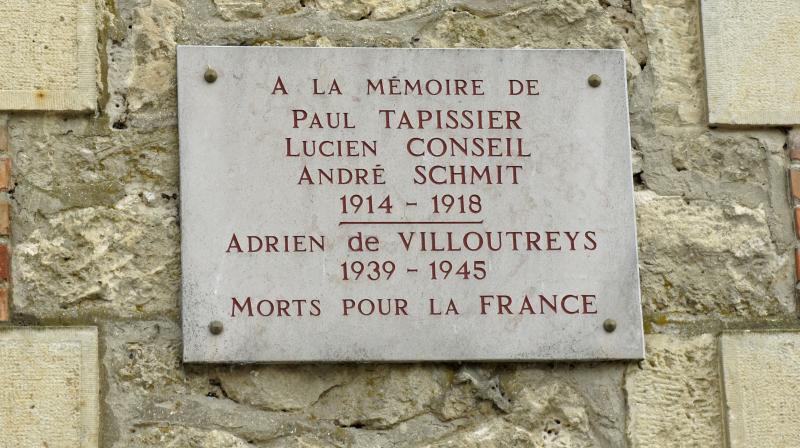 A LA MÉMOIRE DE
PAUL TAPISSIER
LUCIEN CONSEIL
ANDRÉ SCHMIT
1914 - 1918
ADRIEN de VILLOUTREYS
1939 - 1945
MORTS POUR LA FRANCE